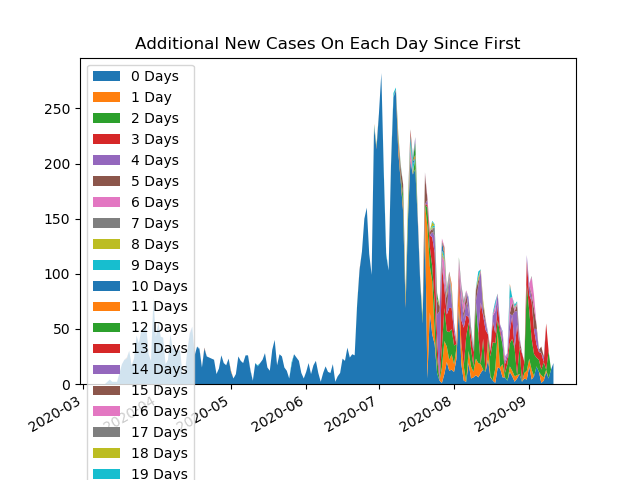 Additional New Cases On Each Day Since First
250
200
150
100
50
0
0 Days
1 Day
2 Days
3 Days
4 Days
5 Days
6 Days
7 Days
8 Days
9 Days
10 Days
11 Days
12 Days
13 Days
14 Days
15 Days
16 Days
17 Days
18 Days
19 Days
2020-03
2020-04
2020-05
2020-06
2020-07
2020-08
2020-09